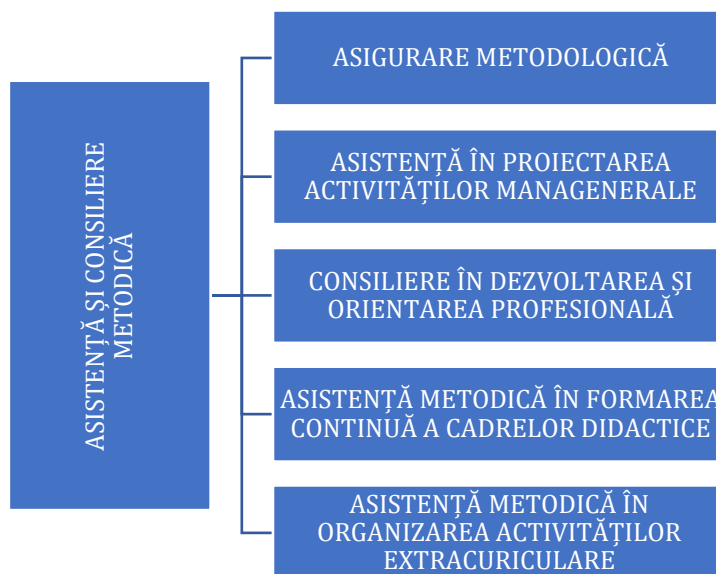 ASISTENȚĂ ȘI CONSILIERE
METODICĂ
ASIGURARE METODOLOGICĂ
ASISTENȚĂ ÎN PROIECTAREA
ACTIVITĂȚILOR MANAGENERALE
CONSILIERE ÎN DEZVOLTAREA ȘI
ORIENTAREA PROFESIONALĂ
ASISTENȚĂ METODICĂ ÎN FORMAREA
CONTINUĂ A CADRELOR DIDACTICE
ASISTENȚĂ METODICĂ ÎN
ORGANIZAREA ACTIVITĂȚILOR
EXTRACURICULARE